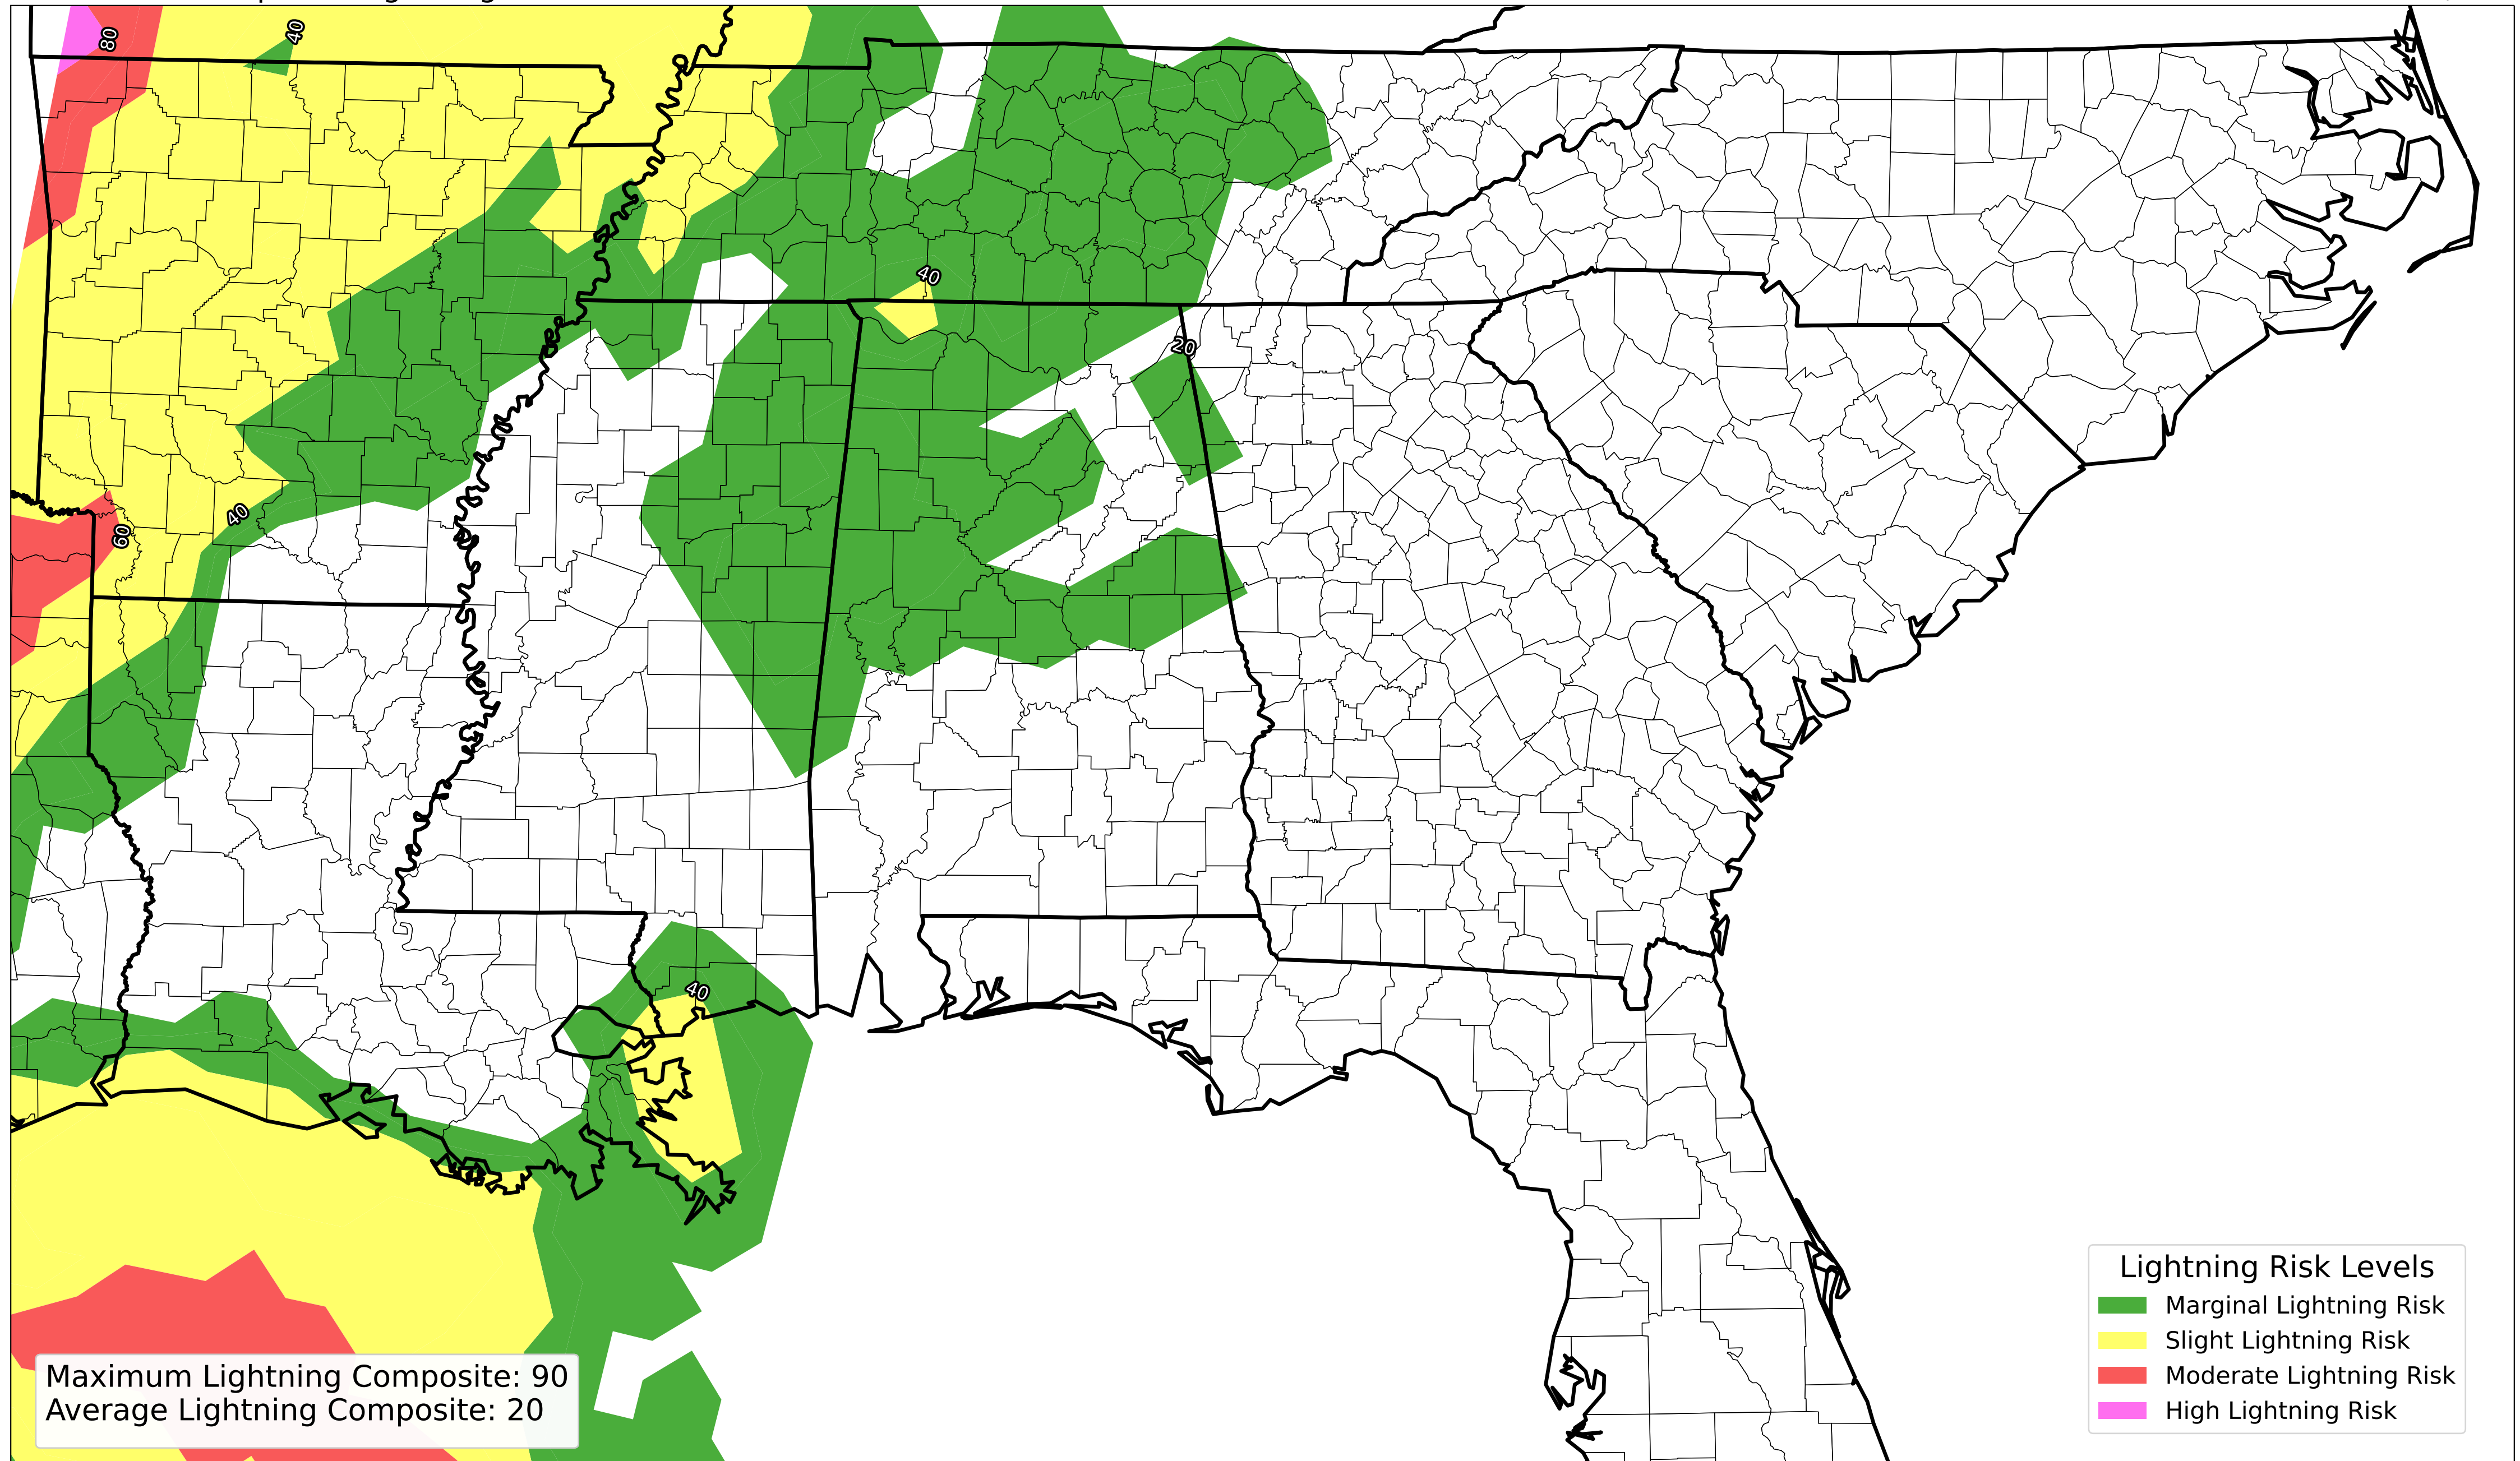 80
40
40
20
40
60
40
Maximum Lightning Composite: 90
Average Lightning Composite: 20
Lightning Risk Levels
Marginal Lightning Risk
Slight Lightning Risk
Moderate Lightning Risk
High Lightning Risk